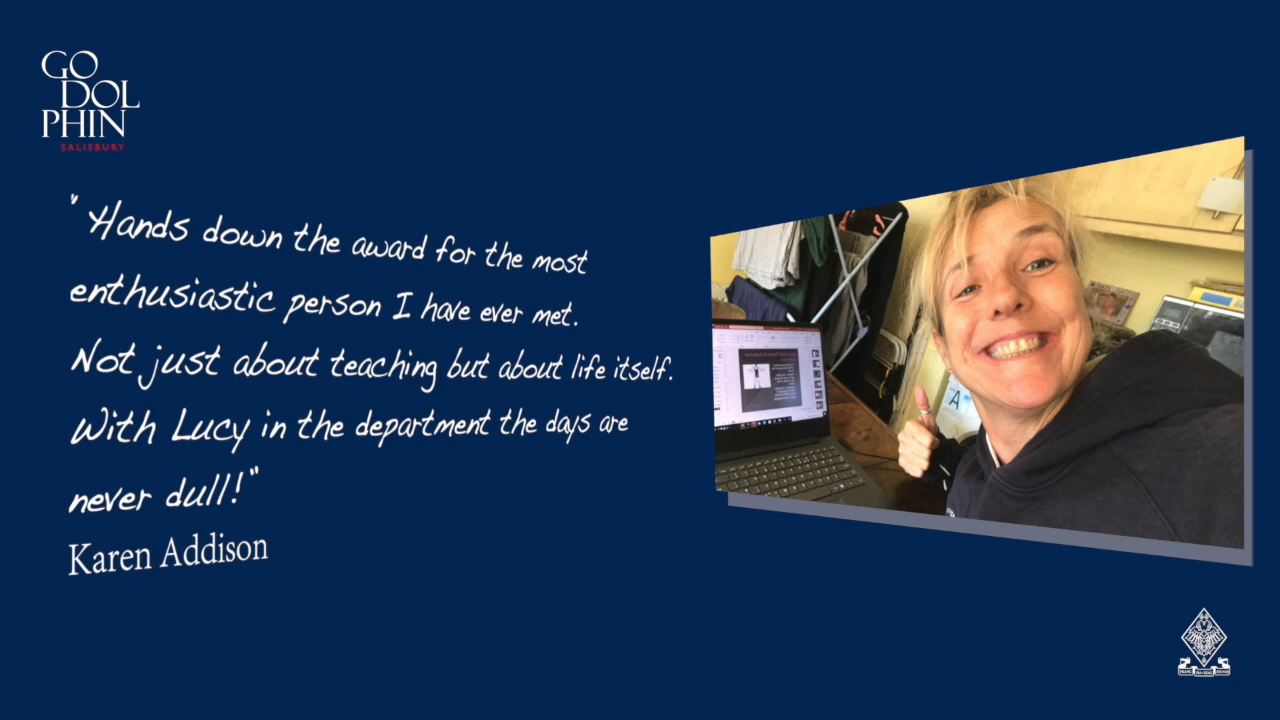 GO
DOL
PHIN
SALISBURY
"Hands down the award for the most
enthusiastic person I have ever met.
Not just about teaching but about life itself.
With Lucy in the department the days are
never dull!"
Karen Addison
A